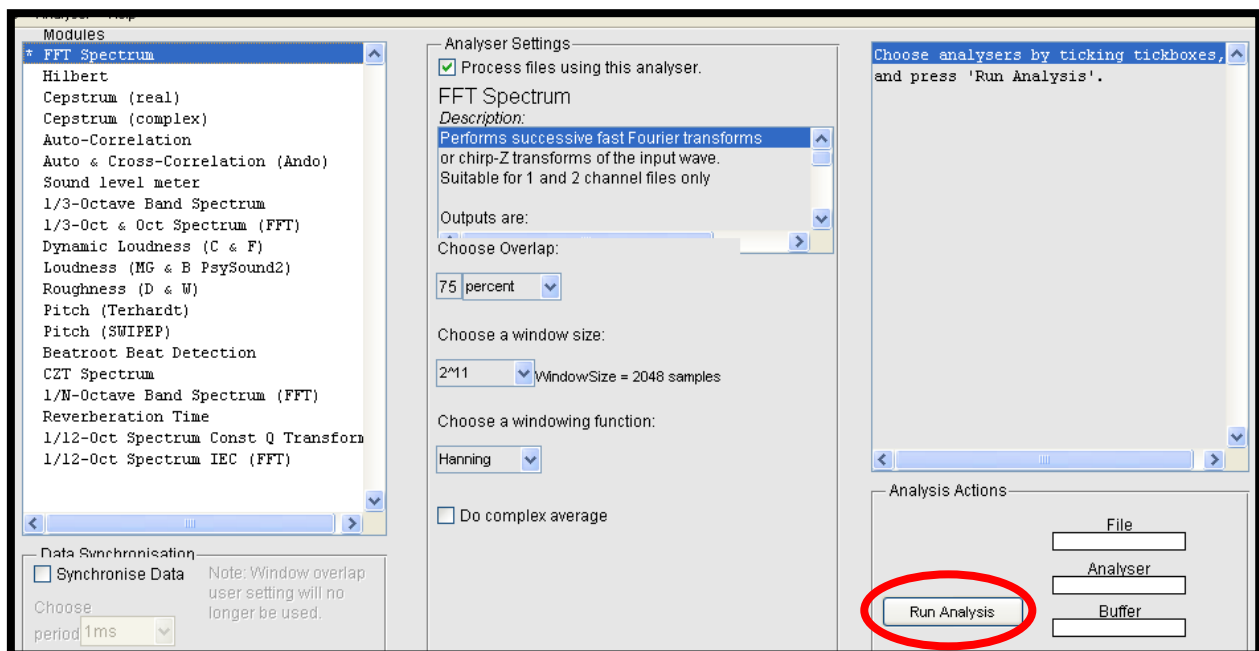 Analyser Help
Modules
* FFT Spectrum
Hilbert
Cepstrum (real)
Cepstrum (complex)
Auto-Correlation
Auto & Cross-Correlation (Ando)
Sound level meter
1/3-Octave Band Spectrum
1/3-Oct & Oct Spectrum (FFT)
Dynamic Loudness (C & F)
Loudness (MG & B PsySound2)
Roughness (D & W)
Pitch (Terhardt)
Pitch (SWIPEP)
Beatroot Beat Detection
CZT Spectrum
1/N-Octave Band Spectrum (FFT)
Reverberation Time
1/12-Oct Spectrum Const Q Transform
1/12-Oct Spectrum IEC (FFT)
Data Synchronisation
Synchronise Data
Note: Window overlap
user setting will no
longer be used.
Choose
period 1ms
Analyser Settings
Process files using this analyser.
FFT Spectrum
Description:
Performs successive fast Fourier transforms
or chirp-Z transforms of the input wave.
Suitable for 1 and 2 channel files only
Outputs are:
Choose Overlap:
75 percent
Choose a window size:
2^11 WindowSize = 2048 samples
Choose a windowing function:
Hanning
Do complex average
Choose analysers by ticking tickboxes,
and press 'Run Analysis'.
Analysis Actions
File
Analyser
Run Analysis
Buffer